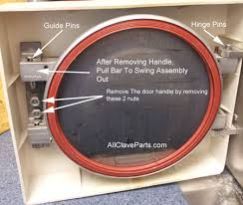 Guide Pins
Hinge Pins
After Removing Handle,
Pull Bar To Swing Assembly
Out
Remove The door handle by removing
these 2 nuts
AllClaveParts.com